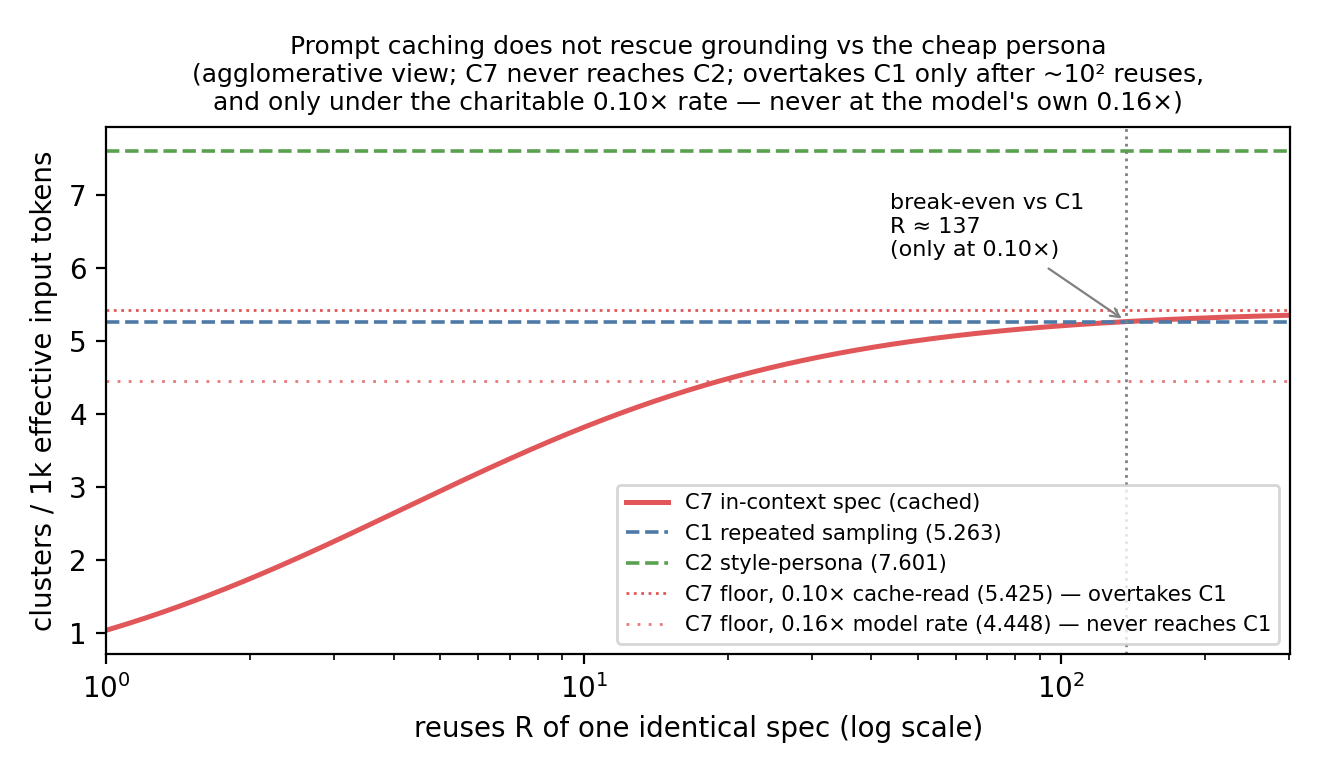 Prompt caching does not rescue grounding vs the cheap persona
(agglomerative view; C7 never reaches C2; overtakes C1 only after ~10² reuses,
and only under the charitable 0.10× rate — never at the model's own 0.16×)
clusters / 1k effective input tokens
7
6
5
4
3
2
1
break-even vs C1
R ≈ 137
(only at 0.10×)
C7 in-context spec (cached)
C1 repeated sampling (5.263)
C2 style-persona (7.601)
C7 floor, 0.10× cache-read (5.425) — overtakes C1
C7 floor, 0.16× model rate (4.448) — never reaches C1
10⁰ 10¹ 10²
reuses R of one identical spec (log scale)